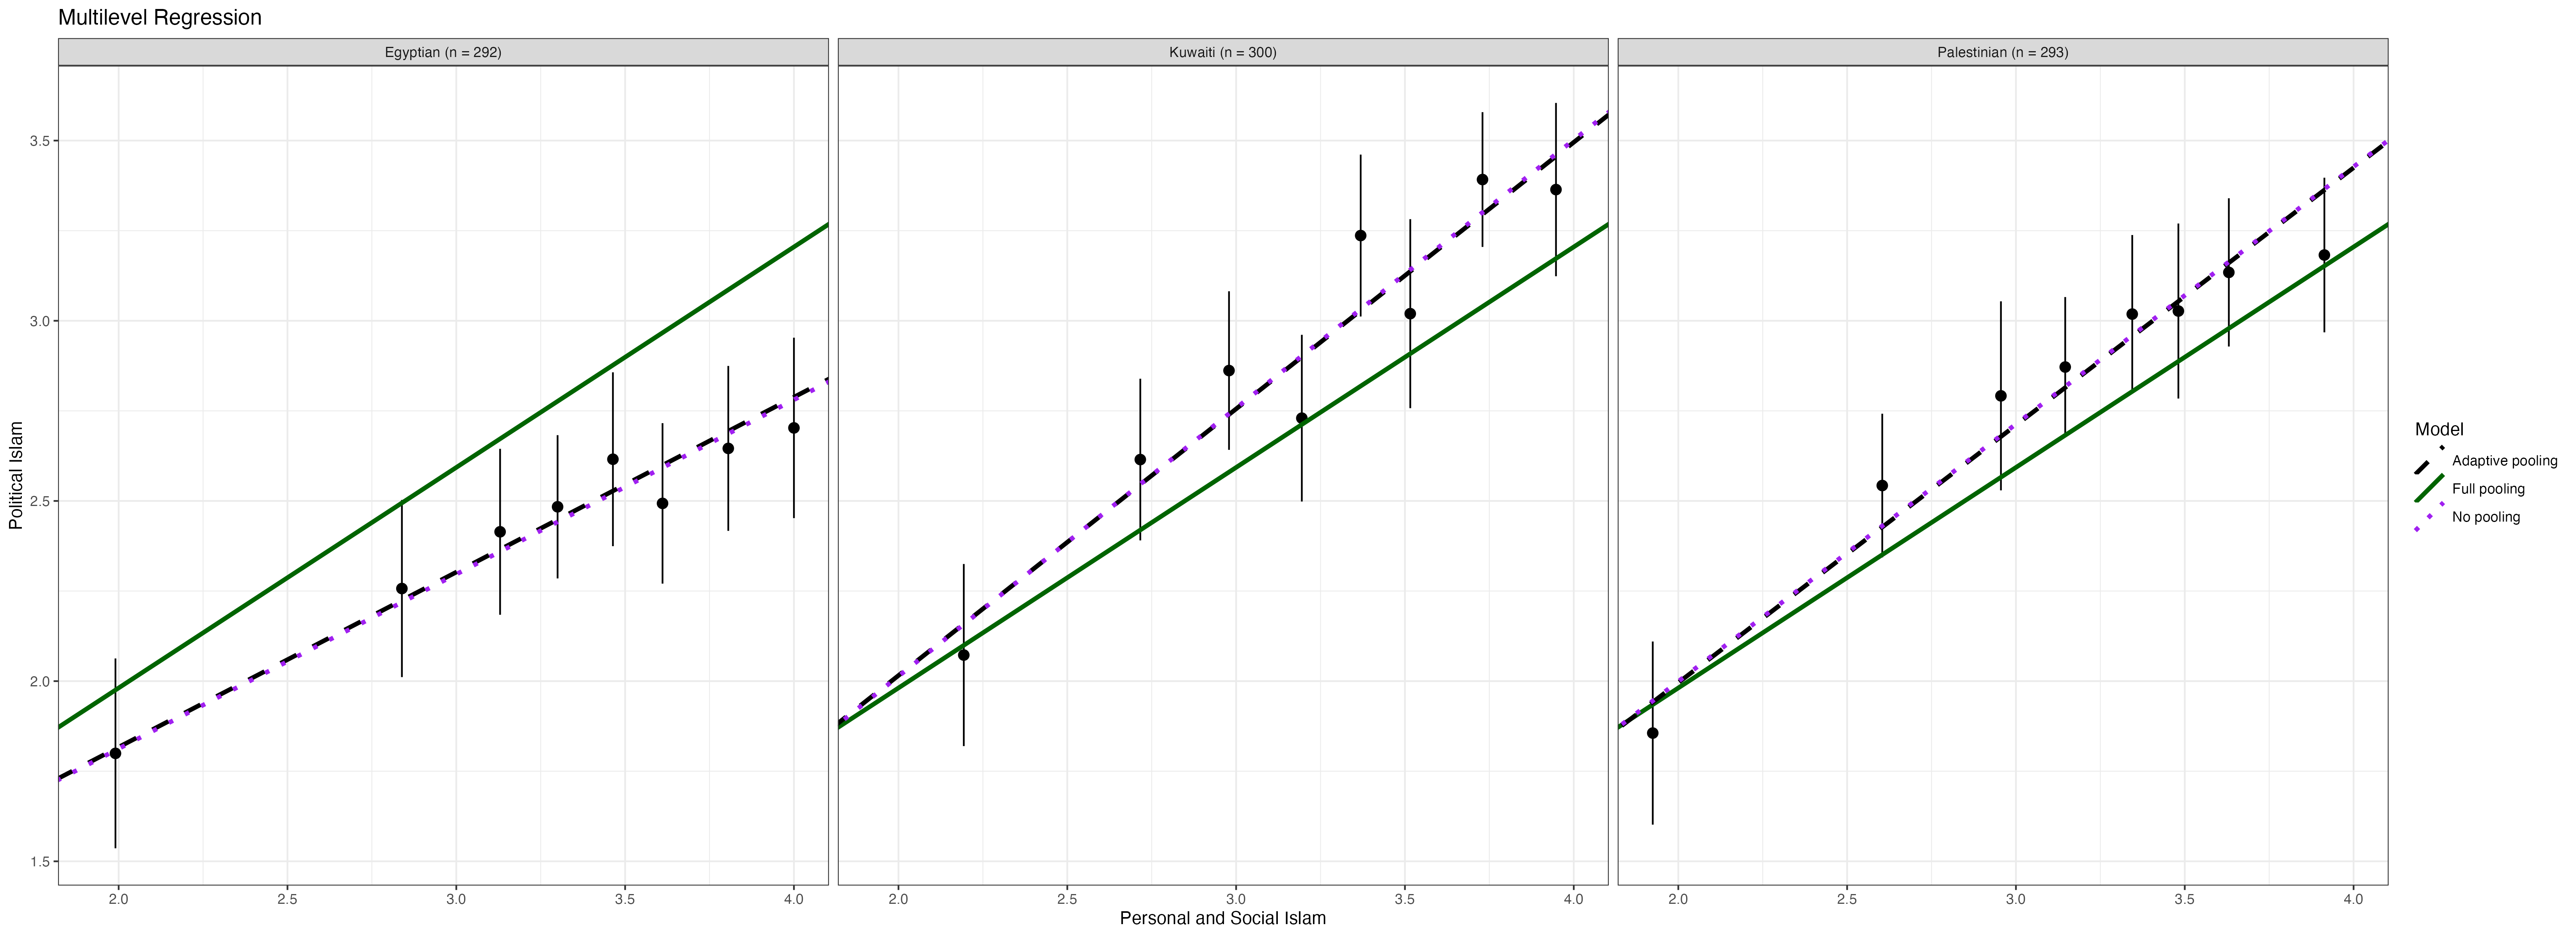 Multilevel Regression
Egyptian (n = 292)
Kuwaiti (n = 300)
Palestinian (n = 293)
3.5
3.0
2.5
2.0
1.5
Political Islam
2.0 2.5 3.0 3.5 4.0
2.0 2.5 3.0 3.5 4.0
2.0 2.5 3.0 3.5 4.0
Personal and Social Islam
Model
Adaptive pooling
Full pooling
No pooling